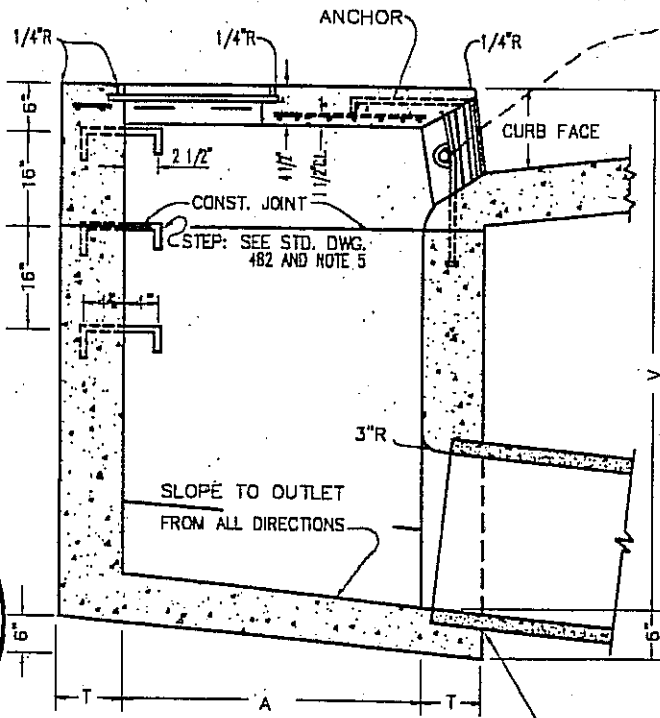 ANCHOR
1/4"R
1/4"R
1/4"R
6"
CURB FACE
2 1/2"
4 1/2"
1 1/2"CL.
16"
CONST. JOINT
STEP: SEE STD. DWG.
482 AND NOTE 5
16"
V
3"R
SLOPE TO OUTLET
FROM ALL DIRECTIONS
6"
6"
T
A
T